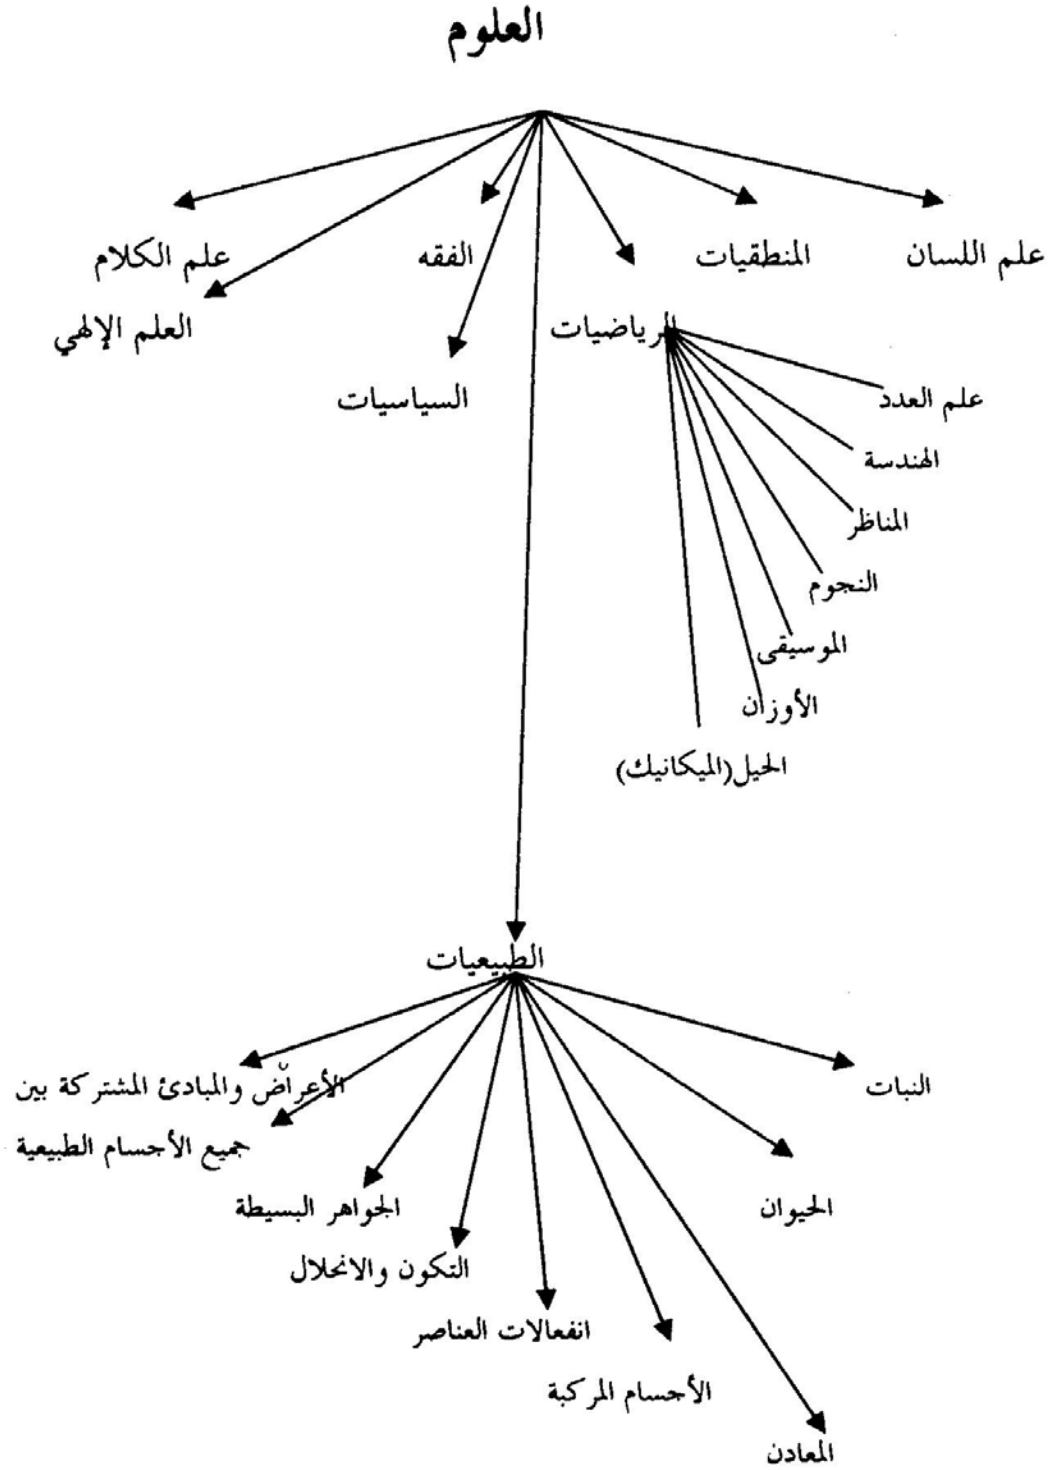 العلوم
علم اللسان
المنطقيات
الفقه
علم الكلام
الرياضيات
العلم الإلهي
السياسيات
علم العدد
الهندسة
المناظر
النجوم
الموسيقى
الأوزان
الحيل(الميكانيك)
الطبيعيات
النبات
الأعراض والمبادئ المشتركة بين
جميع الأجسام الطبيعية
الحيوان
الجواهر البسيطة
التكون والانحلال
انفعالات العناصر
الأجسام المركبة
المعادن